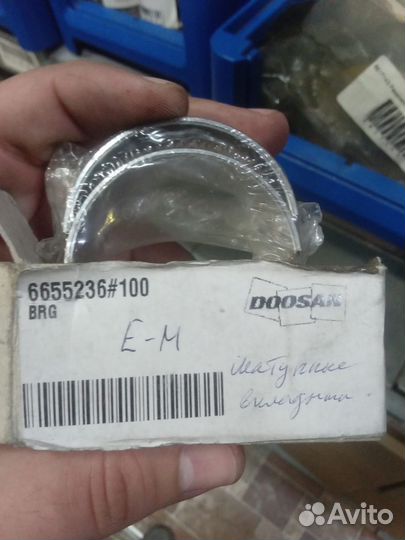 6655236#100
BRG
DOOSAN
E-M
шатунные
вкладыши
Avito